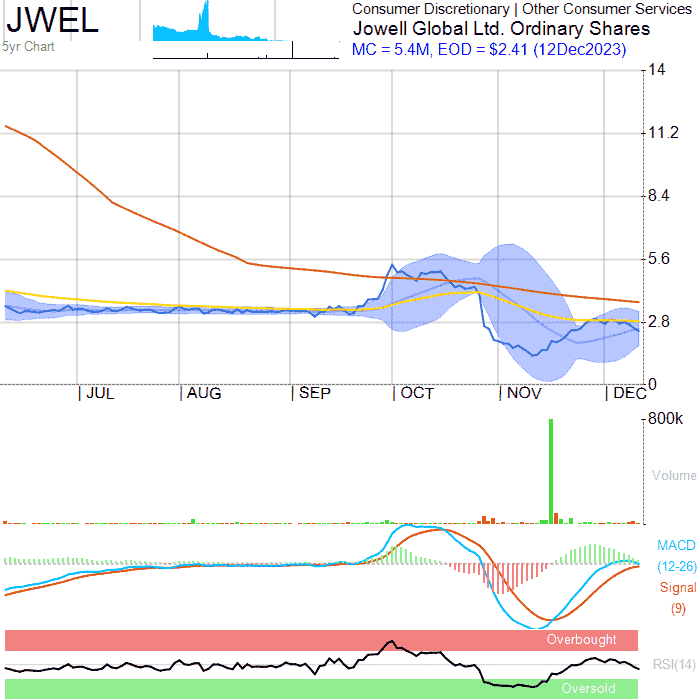 JWEL
5yr Chart
Consumer Discretionary | Other Consumer Services
Jowell Global Ltd. Ordinary Shares
MC = 5.4M, EOD = $2.41 (12Dec2023)
14
11.2
8.4
5.6
2.8
0
| JUL | AUG | SEP | OCT | NOV | DEC
800k
Volume
MACD
(12-26)
Signal
(9)
Overbought
RSI(14)
Oversold